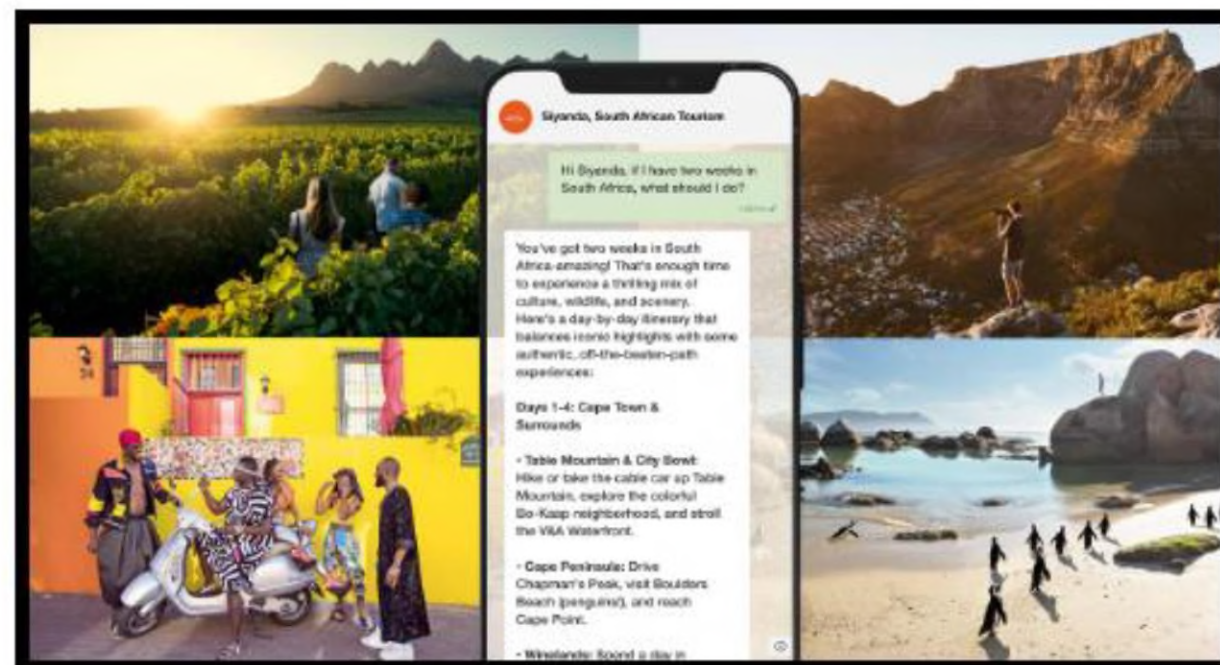 Siyanda, South African Tourism
Hi Siyanda, if I have two weeks in
South Africa, what should I do?
You've got two weeks in South
Africa-amazing! That's enough time
to experience a thrilling mix of
culture, wildlife, and scenery.
Here's a day-by-day itinerary that
balances iconic highlights with some
authentic, off-the-beaten-path
experiences:
Days 1-4: Cape Town &
Surrounds
• Table Mountain & City Bowl:
Hike or take the cable car up Table
Mountain, explore the colorful
Bo-Kaap neighborhood, and stroll
the V&A Waterfront.
• Cape Peninsula: Drive
Chapman's Peak, visit Boulders
Beach (penguins!), and reach
Cape Point.
• Winelands: Spend a day in